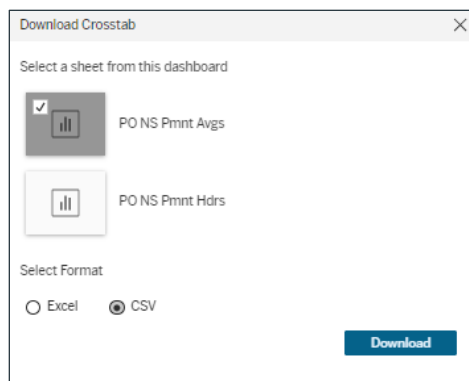 Download Crosstab
Select a sheet from this dashboard
PO NS Pmnt Avgs
PO NS Pmnt Hdrs
Select Format
Excel CSV
Download